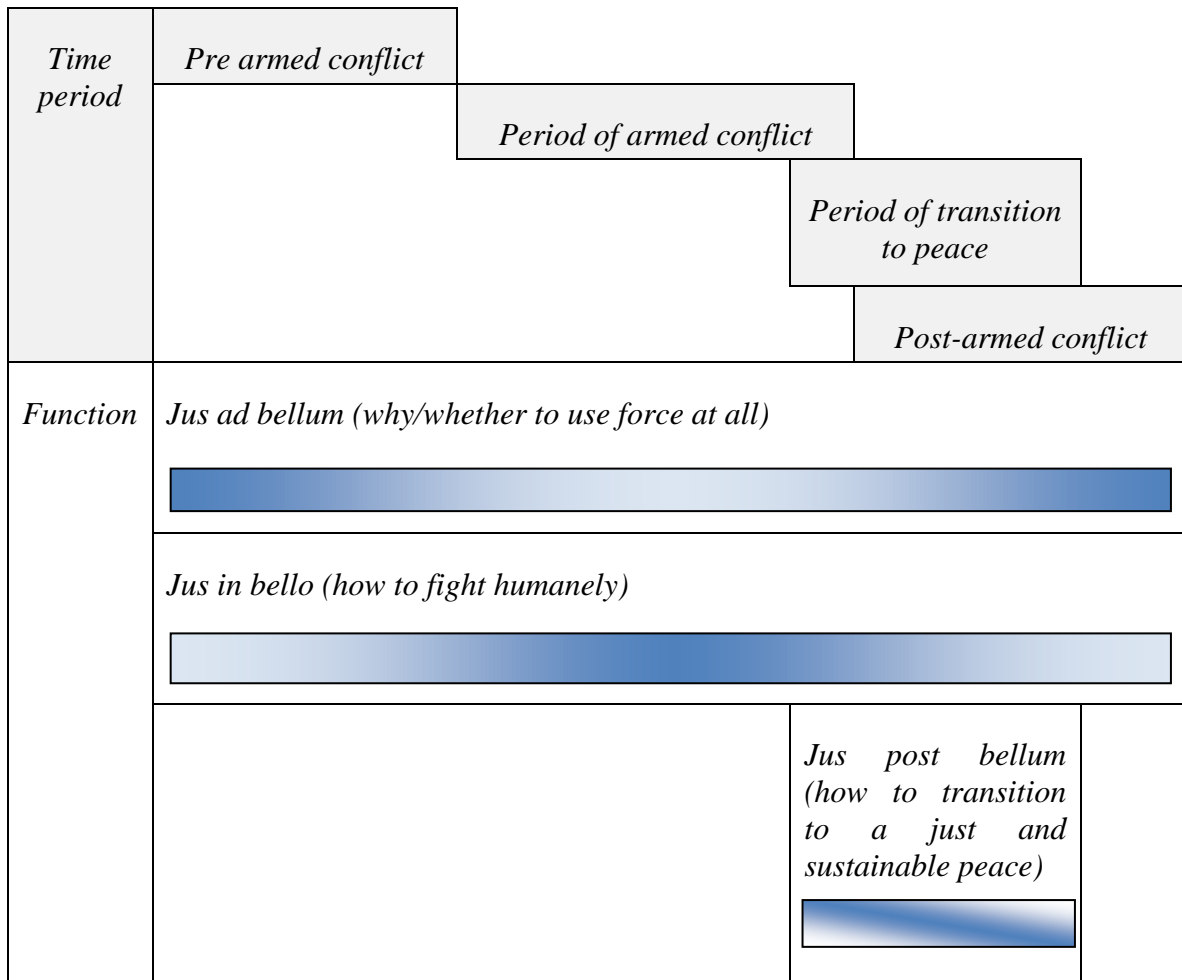 Time
period
Pre armed conflict
Period of armed conflict
Period of transition
to peace
Post-armed conflict
Function
Jus ad bellum (why/whether to use force at all)
Jus in bello (how to fight humanely)
Jus post bellum
(how to transition
to a just and
sustainable peace)